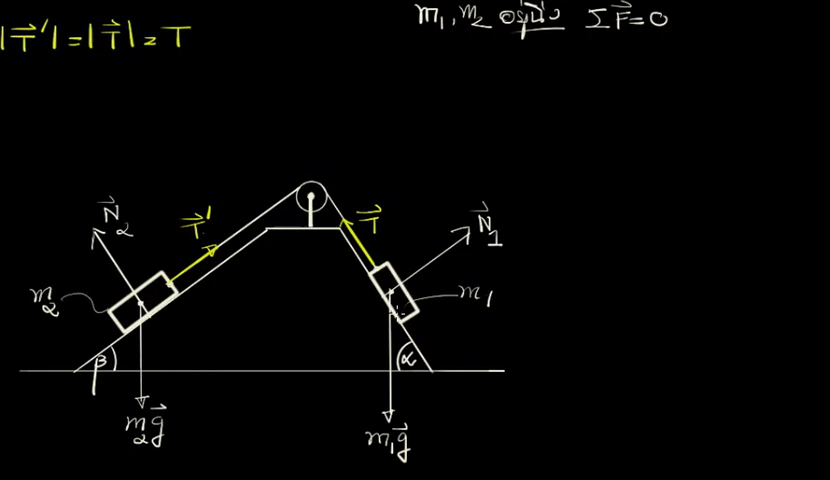 |T⃗'| = |T⃗| = T
m₁, m₂ ΣF⃗=0
N⃗₂
T⃗'
T⃗
N⃗₁
m₂
m₁
β
α
m₂g⃗
m₁g⃗